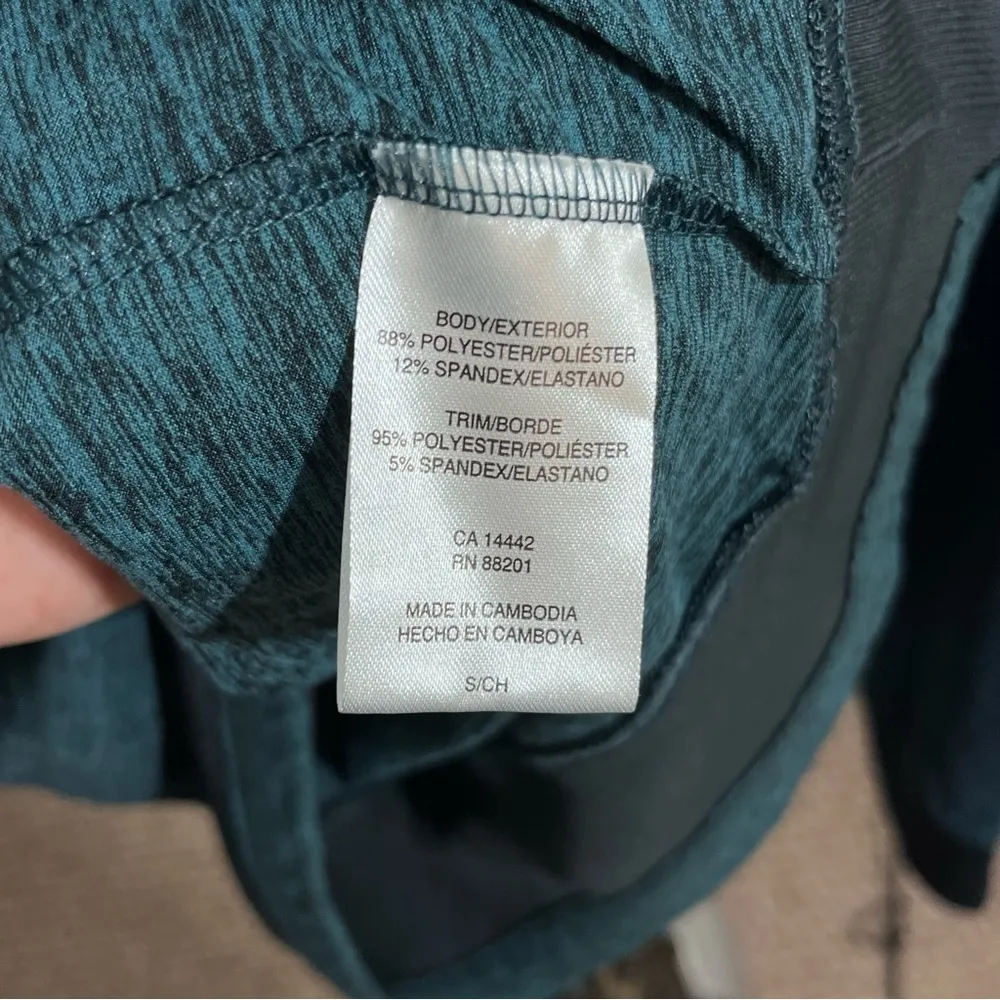 BODY/EXTERIOR
88% POLYESTER/POLIÉSTER
12% SPANDEX/ELASTANO
TRIM/BORDE
95% POLYESTER/POLIÉSTER
5% SPANDEX/ELASTANO
CA 14442
RN 88201
MADE IN CAMBODIA
HECHO EN CAMBOYA
S/CH